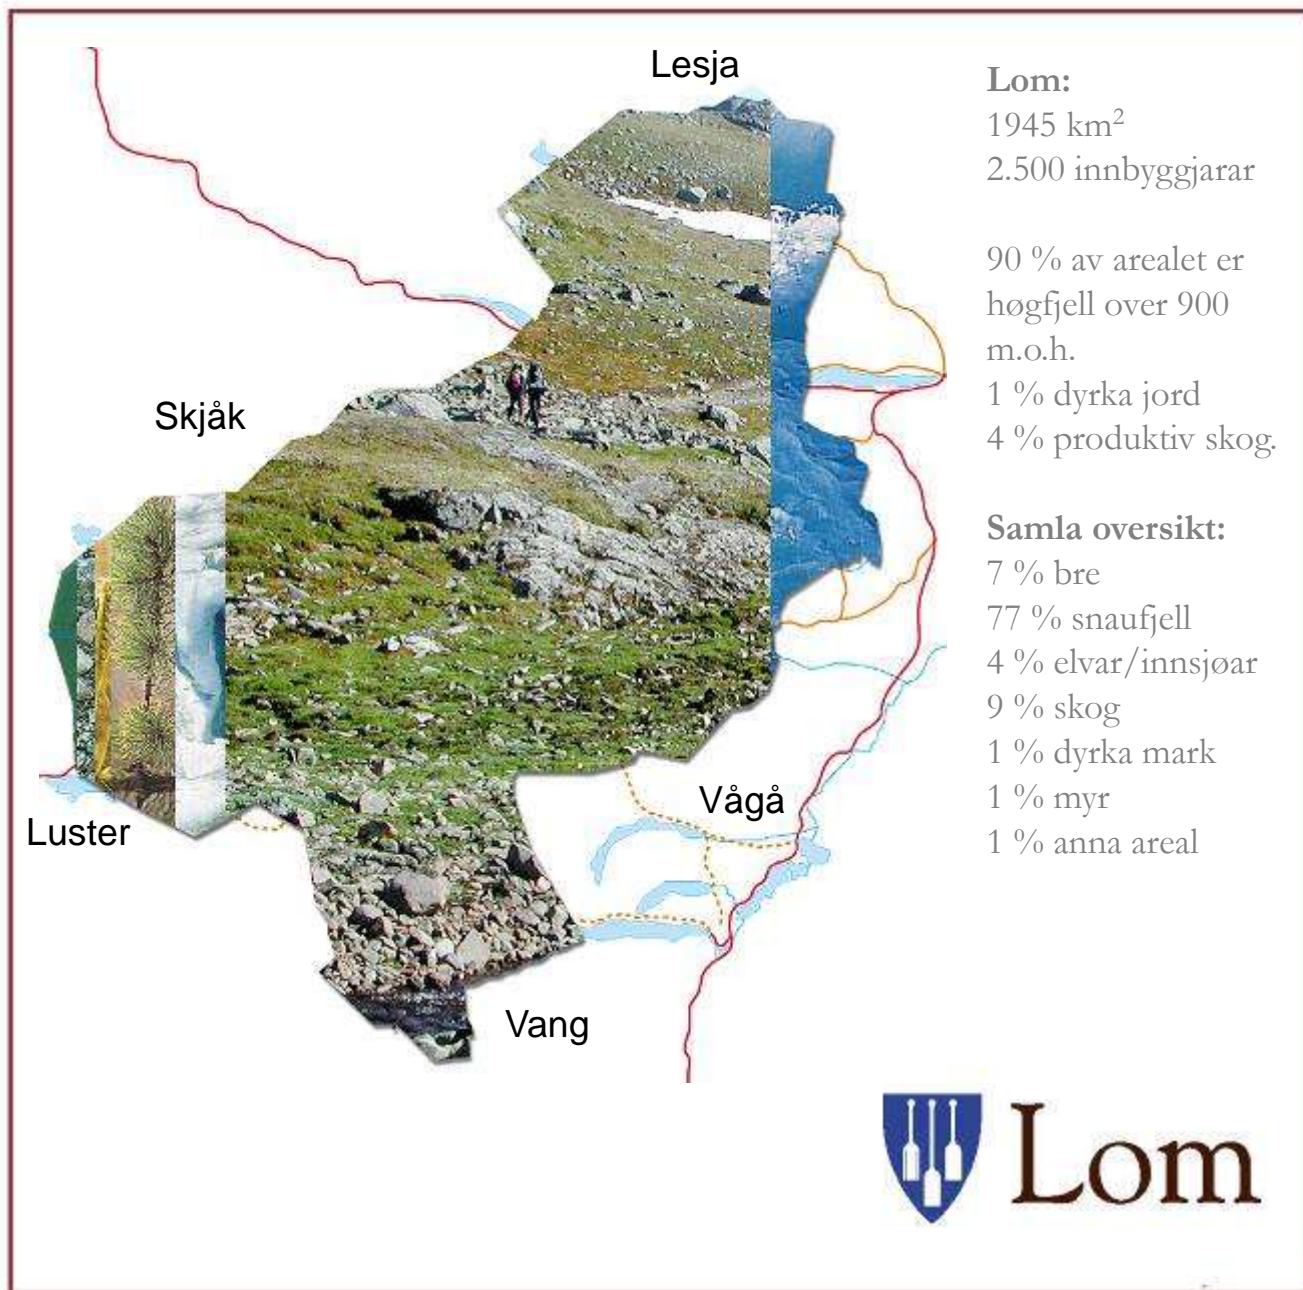 Lesja
Skjåk
Luster
Vågå
Vang
Lom:
1945 km²
2.500 innbyggjarar
90 % av arealet er
høgfjell over 900
m.o.h.
1 % dyrka jord
4 % produktiv skog.
Samla oversikt:
7 % bre
77 % snaufjell
4 % elvar/innsjøar
9 % skog
1 % dyrka mark
1 % myr
1 % anna areal
Lom